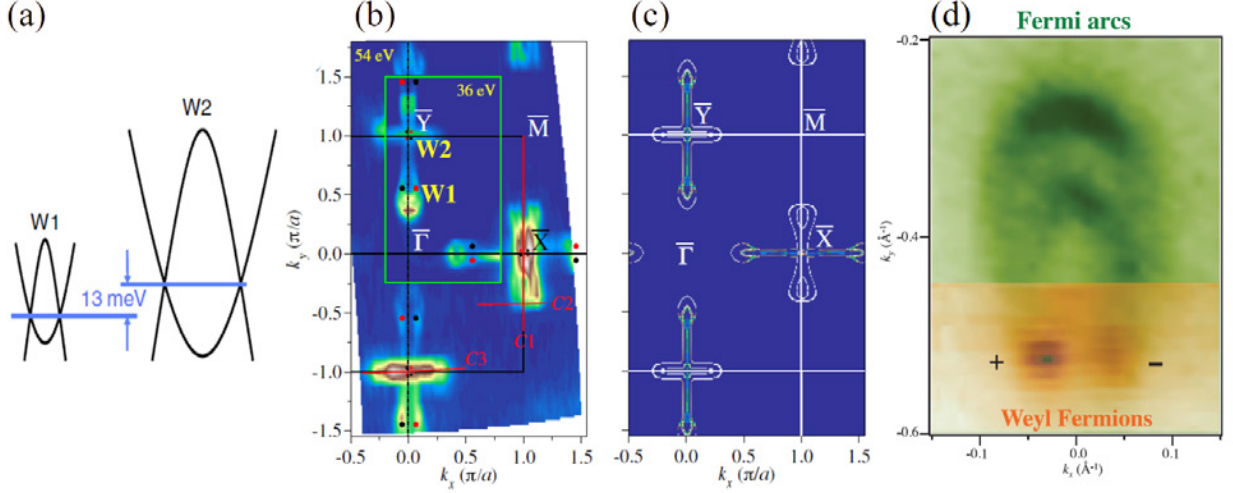 (a)
W1
W2
13 meV
(b)
54 eV
36 eV
Y
M
W2
W1
Γ
X
C2
C1
C3
1.5
1.0
0.5
0.0
-0.5
-1.0
-1.5
k_y (π/a)
-0.5 0.0 0.5 1.0 1.5
k_x (π/a)
(c)
Y
M
Γ
X
-0.5 0.0 0.5 1.0 1.5
k_x (π/a)
(d)
Fermi arcs
-0.2
-0.4
-0.6
k_y (Å⁻¹)
+
-
Weyl Fermions
-0.1 0.0 0.1
k_x (Å⁻¹)